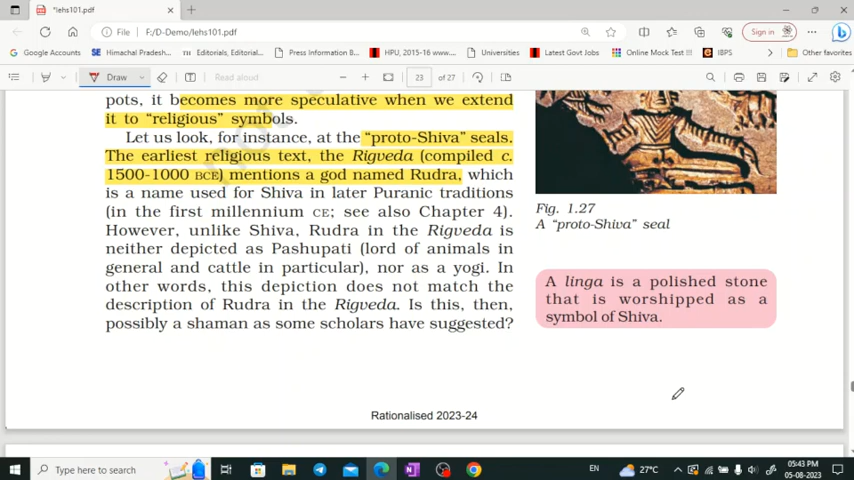 *lehs101.pdf
File F:/D-Demo/lehs101.pdf
Sign in
Google Accounts Himachal Pradesh... Editorials, Editorial... Press Information B... HPU, 2015-16 www.... Universities Latest Govt Jobs Online Mock Test !!! IBPS Other favorites
Draw Read aloud 23 of 27
pots, it becomes more speculative when we extend
it to “religious” symbols.
Let us look, for instance, at the “proto-Shiva” seals.
The earliest religious text, the Rigveda (compiled c.
1500-1000 BCE) mentions a god named Rudra, which
is a name used for Shiva in later Puranic traditions
(in the first millennium CE; see also Chapter 4).
However, unlike Shiva, Rudra in the Rigveda is
neither depicted as Pashupati (lord of animals in
general and cattle in particular), nor as a yogi. In
other words, this depiction does not match the
description of Rudra in the Rigveda. Is this, then,
possibly a shaman as some scholars have suggested?
Fig. 1.27
A “proto-Shiva” seal
A linga is a polished stone
that is worshipped as a
symbol of Shiva.
Rationalised 2023-24
Type here to search
EN
27°C
05:43 PM
05-08-2023